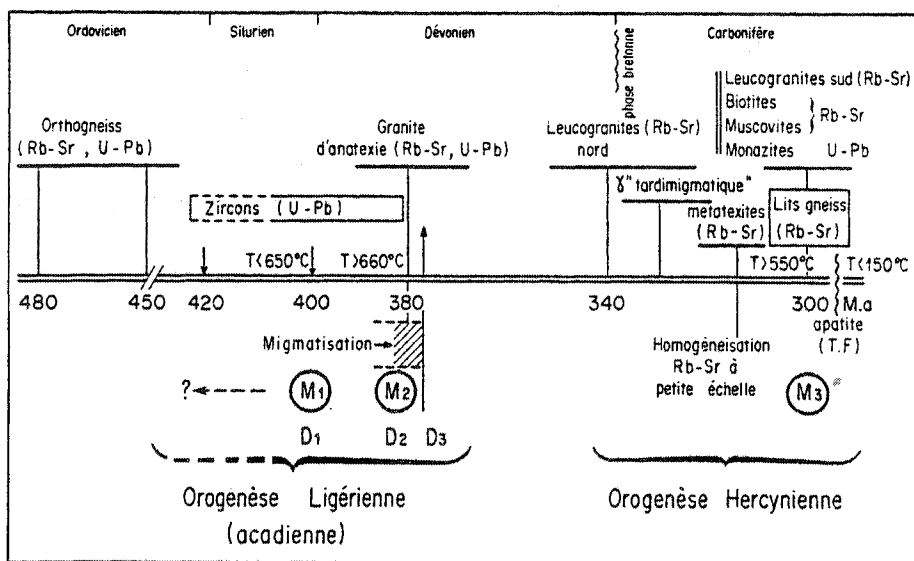 Ordovicien Silurien Dévonien Carbonifère
phase bretonne
Leucogranites sud (Rb-Sr)
Biotites
Muscovites
Rb-Sr
Monazites U-Pb
Orthogneiss
(Rb-Sr, U-Pb)
Granite
d'anatexie (Rb-Sr, U-Pb)
Leucogranites (Rb-Sr)
nord
ɣ "tardimigmatique"
metatexites
(Rb-Sr)
Lits gneiss
(Rb-Sr)
Zircons (U-Pb)
T<650°C T>660°C T>550°C T<150°C
480 450 420 400 380 340 300 M.a
apatite
(T.F)
Migmatisation
Homogéneisation
Rb-Sr à
petite échelle
? M1 M2 M3
D1 D2 D3
Orogenèse Ligérienne
(acadienne)
Orogenèse Hercynienne